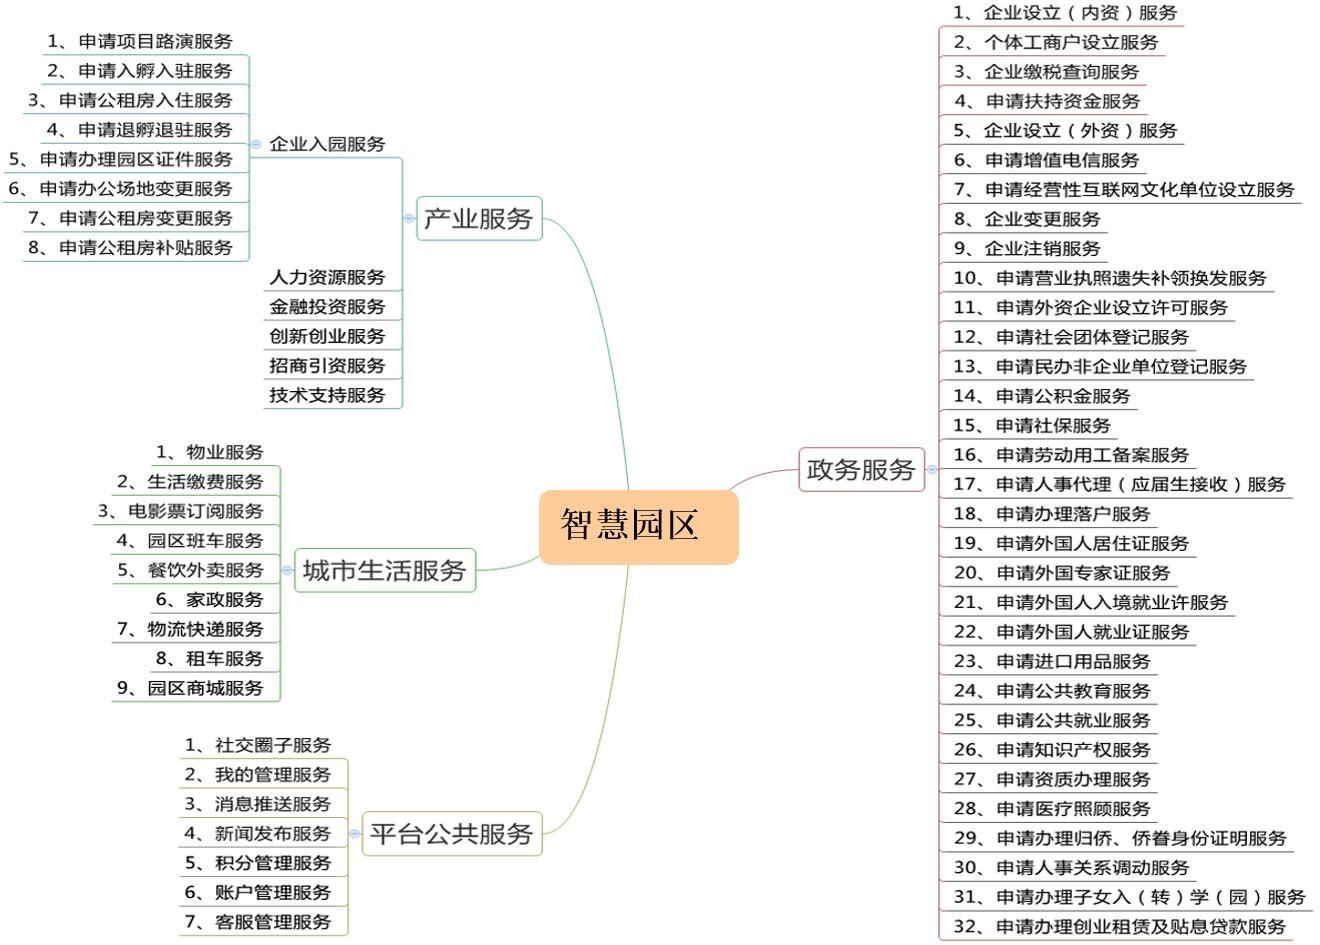 1、申请项目路演服务
2、申请入孵入驻服务
3、申请公租房入住服务
4、申请退孵退驻服务
5、申请办理园区证件服务
6、申请办公场地变更服务
7、申请公租房变更服务
8、申请公租房补贴服务
企业入园服务
人力资源服务
金融投资服务
创新创业服务
招商引资服务
技术支持服务
产业服务
1、物业服务
2、生活缴费服务
3、电影票订阅服务
4、园区班车服务
5、餐饮外卖服务
6、家政服务
7、物流快递服务
8、租车服务
9、园区商城服务
城市生活服务
1、社交圈子服务
2、我的管理服务
3、消息推送服务
4、新闻发布服务
5、积分管理服务
6、账户管理服务
7、客服管理服务
平台公共服务
智慧园区
政务服务
1、企业设立（内资）服务
2、个体工商户设立服务
3、企业缴税查询服务
4、申请扶持资金服务
5、企业设立（外资）服务
6、申请增值电信服务
7、申请经营性互联网文化单位设立服务
8、企业变更服务
9、企业注销服务
10、申请营业执照遗失补领换发服务
11、申请外资企业设立许可服务
12、申请社会团体登记服务
13、申请民办非企业单位登记服务
14、申请公积金服务
15、申请社保服务
16、申请劳动用工备案服务
17、申请人事代理（应届生接收）服务
18、申请办理落户服务
19、申请外国人居住证服务
20、申请外国专家证服务
21、申请外国人入境就业许服务
22、申请外国人就业证服务
23、申请进口用品服务
24、申请公共教育服务
25、申请公共就业服务
26、申请知识产权服务
27、申请资质办理服务
28、申请医疗照顾服务
29、申请办理归侨、侨眷身份证明服务
30、申请人事关系调动服务
31、申请办理子女入（转）学（园）服务
32、申请办理创业租赁及贴息贷款服务